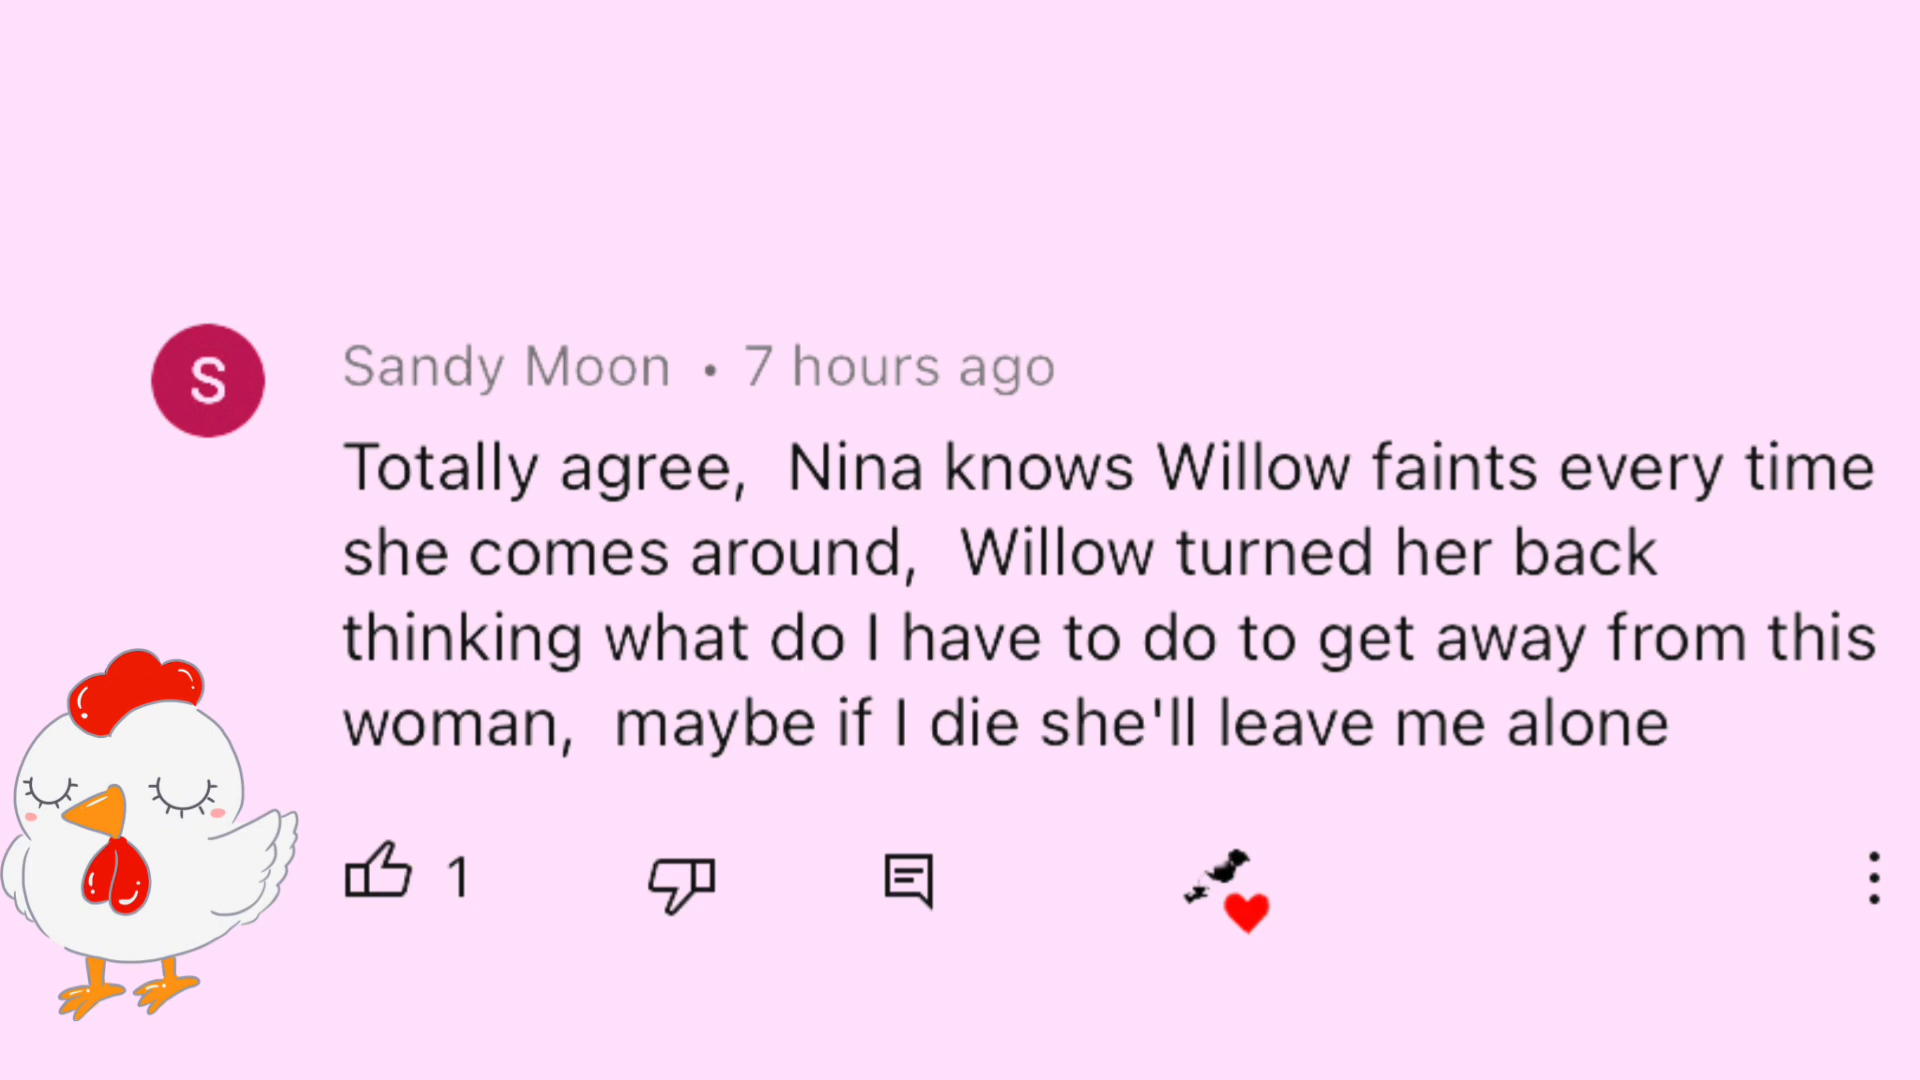 S
Sandy Moon • 7 hours ago
Totally agree,  Nina knows Willow faints every time
she comes around,  Willow turned her back
thinking what do I have to do to get away from this
woman,  maybe if I die she'll leave me alone
1